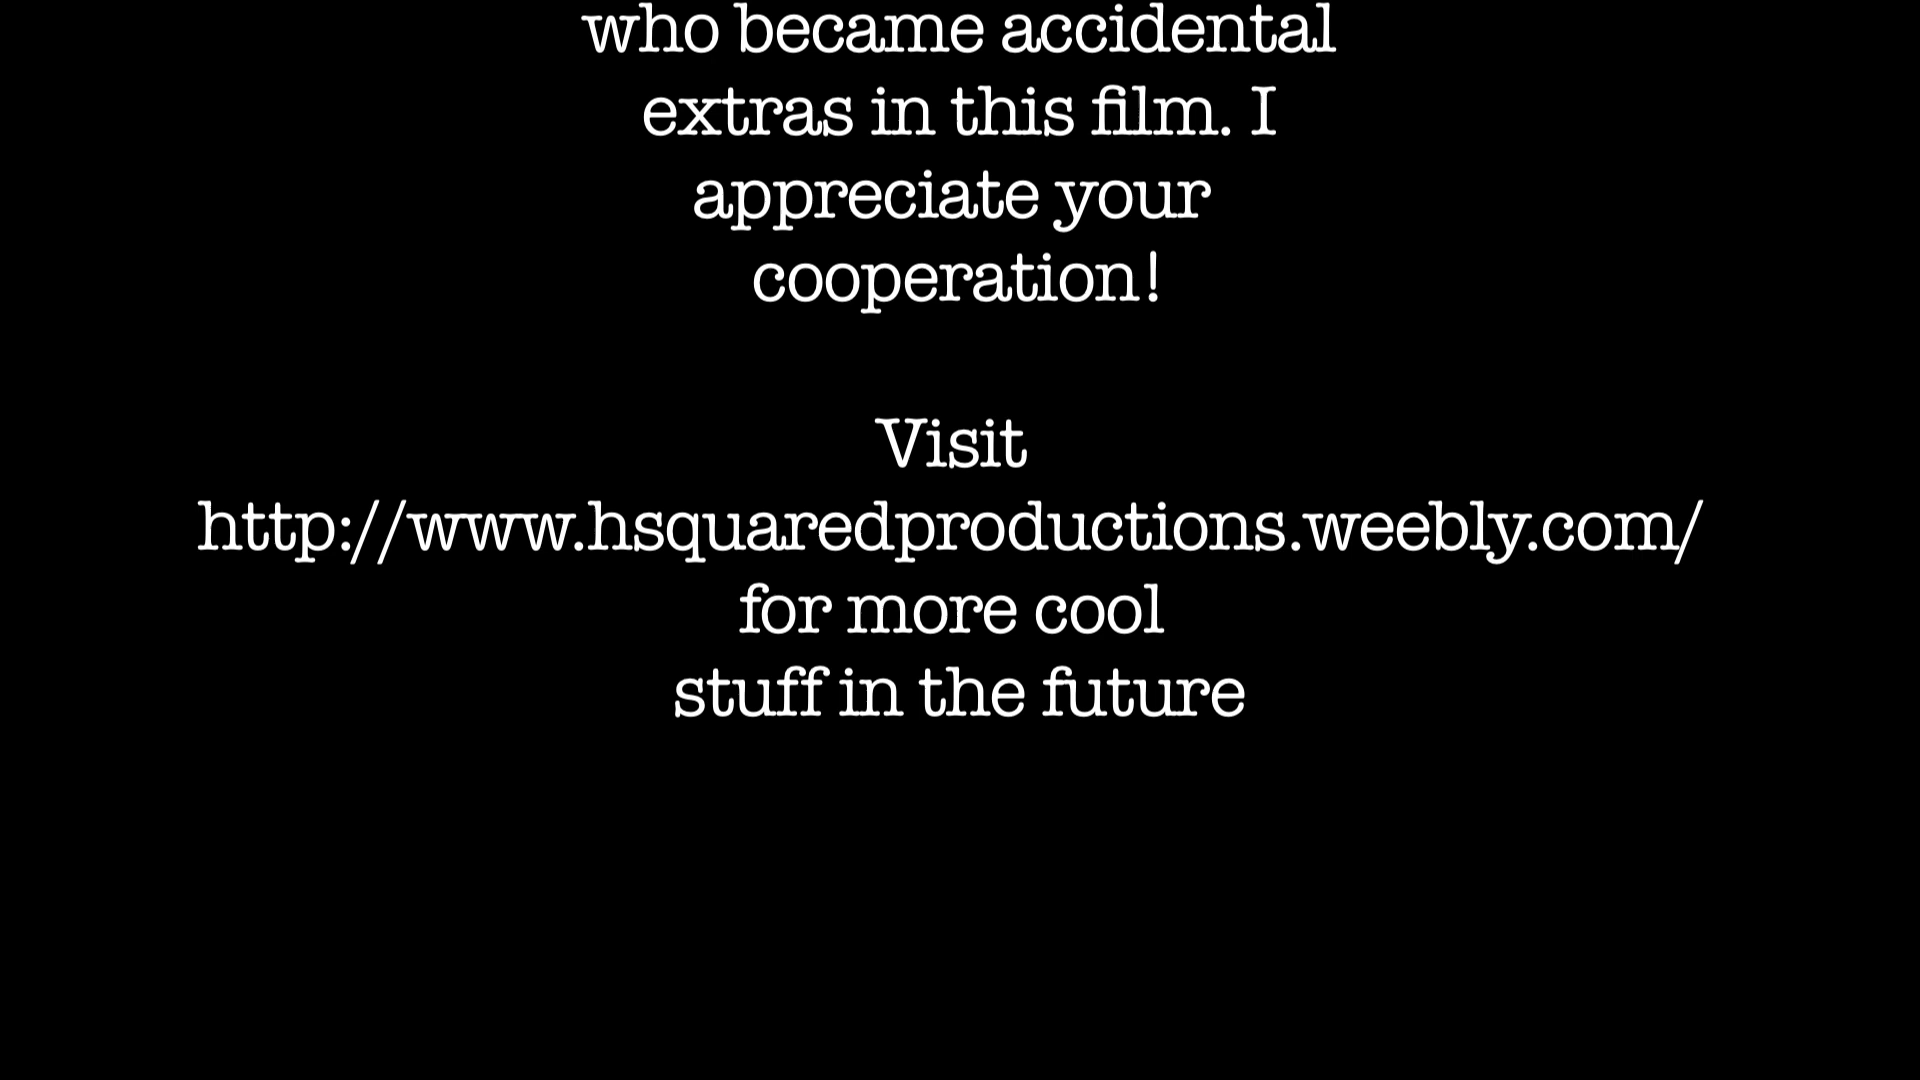 who became accidental
extras in this film. I
appreciate your
cooperation!
Visit
http://www.hsquaredproductions.weebly.com/
for more cool
stuff in the future